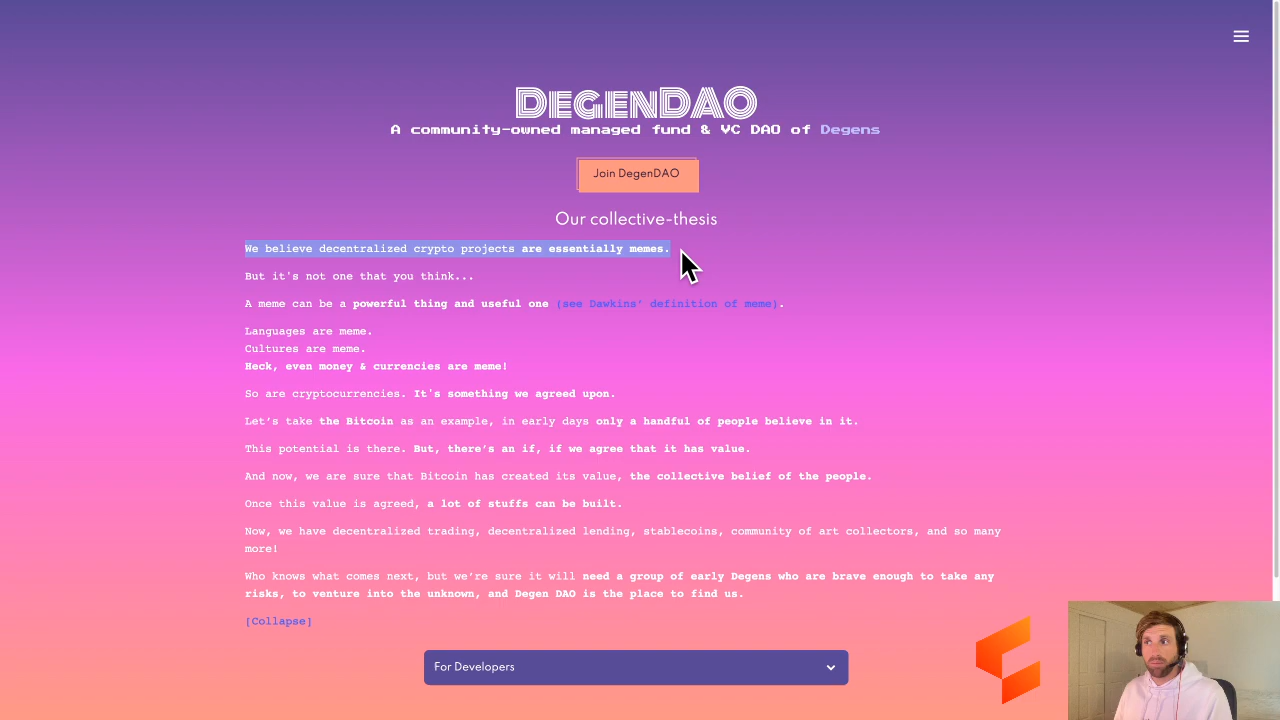 DEGENDAO
A community-owned managed fund & VC DAO of Degens
Join DegenDAO
Our collective-thesis
We believe decentralized crypto projects are essentially memes.
But it's not one that you think...
A meme can be a powerful thing and useful one (see Dawkins’ definition of meme).
Languages are meme.
Cultures are meme.
Heck, even money & currencies are meme!
So are cryptocurrencies. It's something we agreed upon.
Let’s take the Bitcoin as an example, in early days only a handful of people believe in it.
This potential is there. But, there’s an if, if we agree that it has value.
And now, we are sure that Bitcoin has created its value, the collective belief of the people.
Once this value is agreed, a lot of stuffs can be built.
Now, we have decentralized trading, decentralized lending, stablecoins, community of art collectors, and so many
more!
Who knows what comes next, but we’re sure it will need a group of early Degens who are brave enough to take any
risks, to venture into the unknown, and Degen DAO is the place to find us.
[Collapse]
For Developers